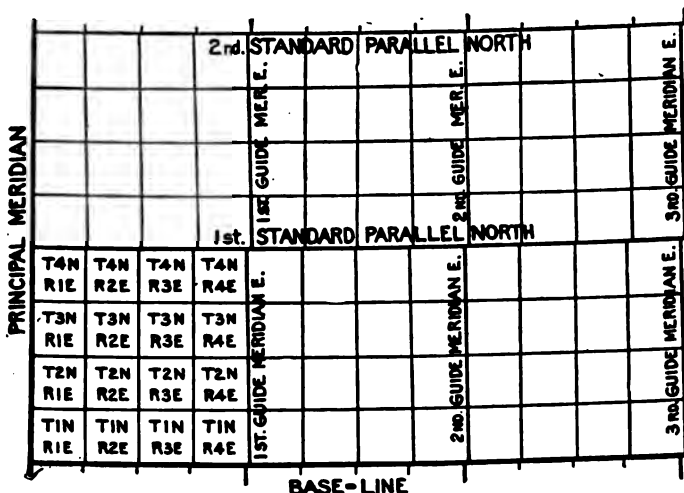 2nd. STANDARD PARALLEL NORTH
1ST. GUIDE MER. E.
2ND. GUIDE MER. E.
3RD. GUIDE MERIDIAN E.
PRINCIPAL MERIDIAN
1st. STANDARD PARALLEL NORTH
T4N T4N T4N T4N
R1E R2E R3E R4E
T3N T3N T3N T3N
R1E R2E R3E R4E
T2N T2N T2N T2N
R1E R2E R3E R4E
T1N T1N T1N T1N
R1E R2E R3E R4E
1ST. GUIDE MERIDIAN E.
2ND. GUIDE MERIDIAN E.
3RD. GUIDE MERIDIAN E.
BASE-LINE